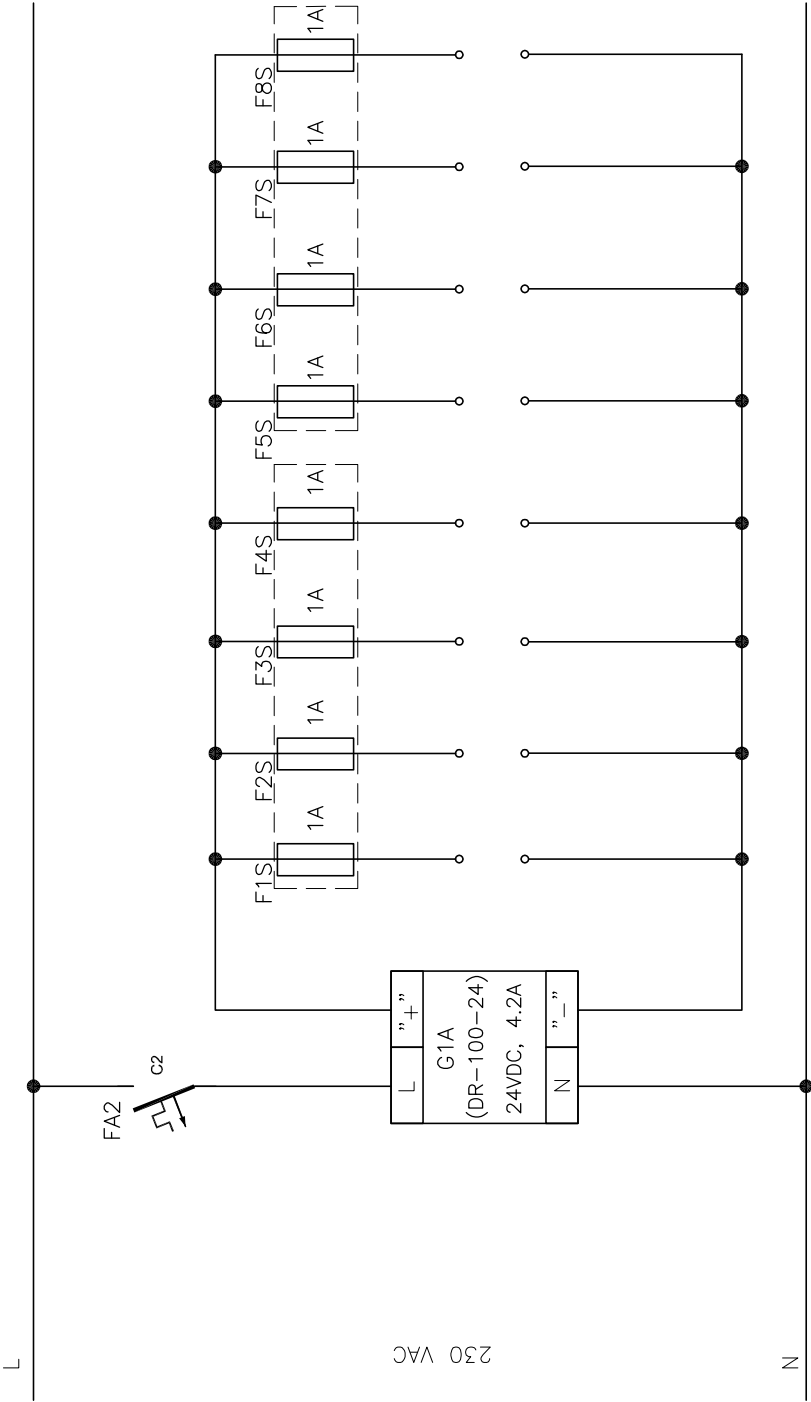 L
230 VAC
N
FA2
C2
L
"+"
G1A
(DR-100-24)
24VDC, 4.2A
N
"-"
F1S
1A
F2S
1A
F3S
1A
F4S
1A
F5S
1A
F6S
1A
F7S
1A
F8S
1A